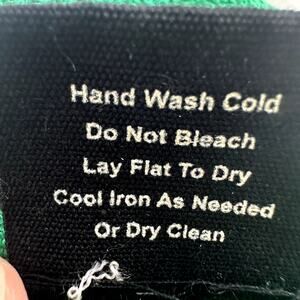 Hand Wash Cold
Do Not Bleach
Lay Flat To Dry
Cool Iron As Needed
Or Dry Clean